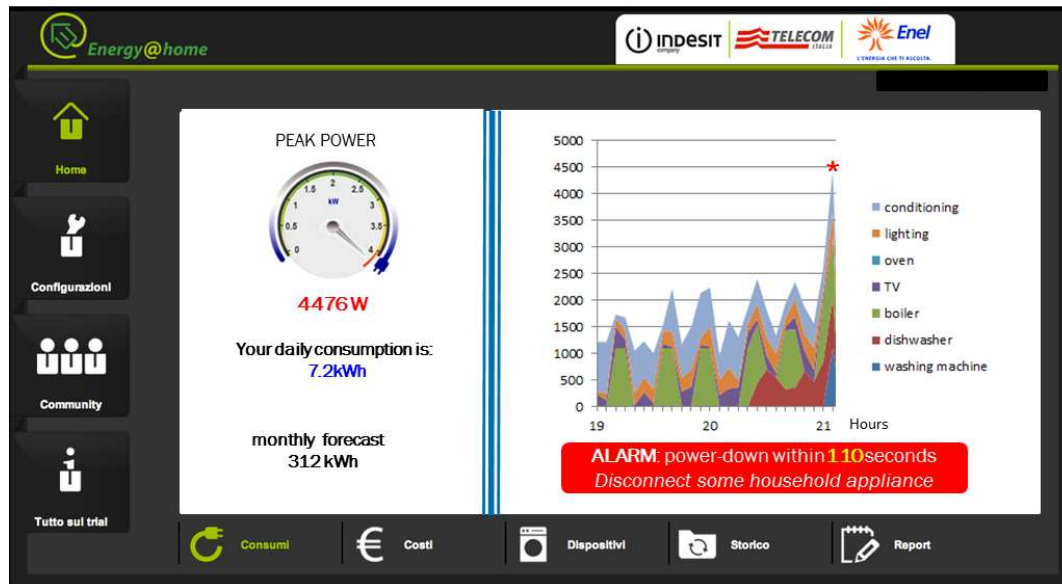 Energy@home
indesit
company
TELECOM
ITALIA
Enel
L'ENERGIA CHE TI ASCOLTA.
Home
Configurazioni
Community
Tutto sul trial
PEAK POWER
0
0.5
1
1.5
2
2.5
3
3.5
4
kW
4476W
Your daily consumption is:
7.2kWh
monthly forecast
312 kWh
5000
4500
4000
3500
3000
2500
2000
1500
1000
500
0
19
20
21
Hours
*
conditioning
lighting
oven
TV
boiler
dishwasher
washing machine
ALARM: power-down within 110 seconds
Disconnect some household appliance
Consumi
Costi
Dispositivi
Storico
Report